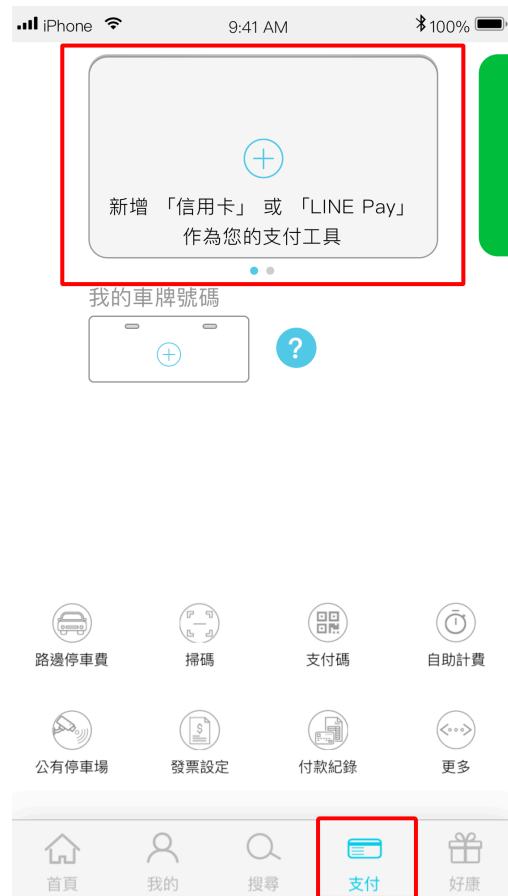 iPhone 9:41 AM 100%
新增 「信用卡」 或 「LINE Pay」
作為您的支付工具
我的車牌號碼
?
路邊停車費 掃碼 支付碼 自助計費
公有停車場 發票設定 付款紀錄 更多
首頁 我的 搜尋 支付 好康